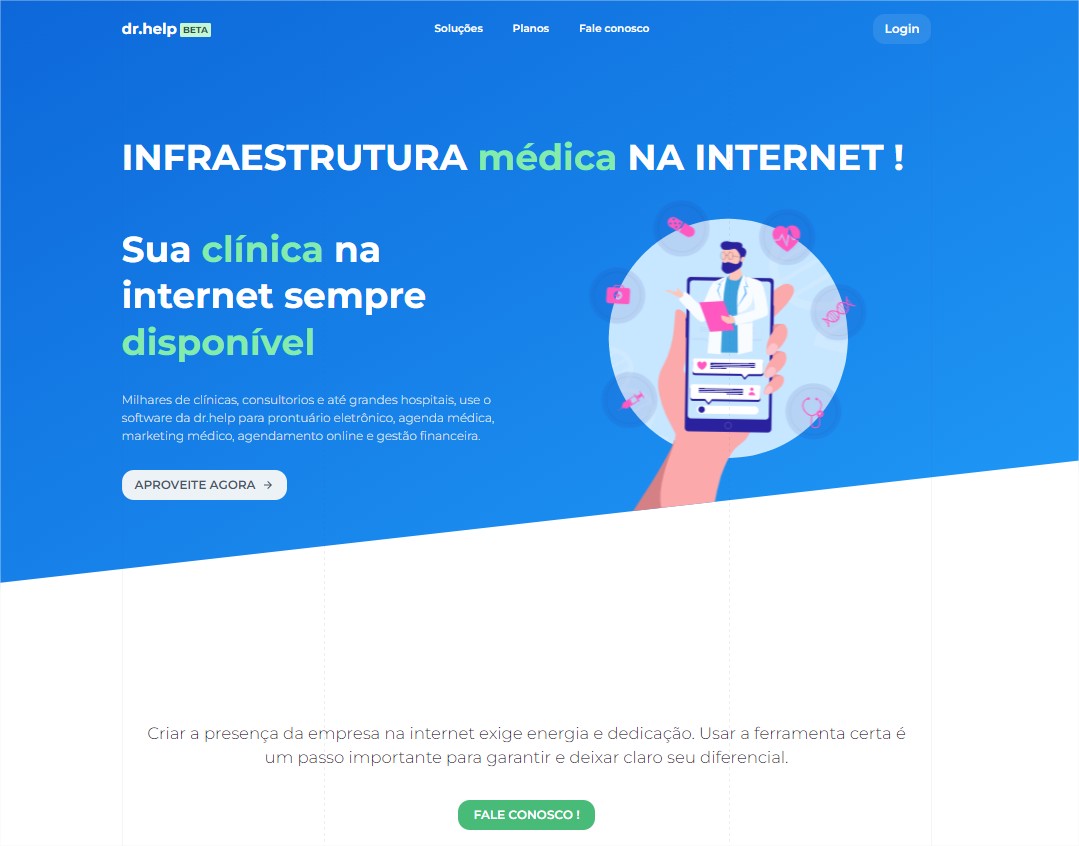 dr.help BETA
Soluções
Planos
Fale conosco
Login
INFRAESTRUTURA médica NA INTERNET !
Sua clínica na
internet sempre
disponível
Milhares de clínicas, consultorios e até grandes hospitais, use o
software da dr.help para prontuário eletrônico, agenda médica,
marketing médico, agendamento online e gestão financeira.
APROVEITE AGORA →
Criar a presença da empresa na internet exige energia e dedicação. Usar a ferramenta certa é
um passo importante para garantir e deixar claro seu diferencial.
FALE CONOSCO !